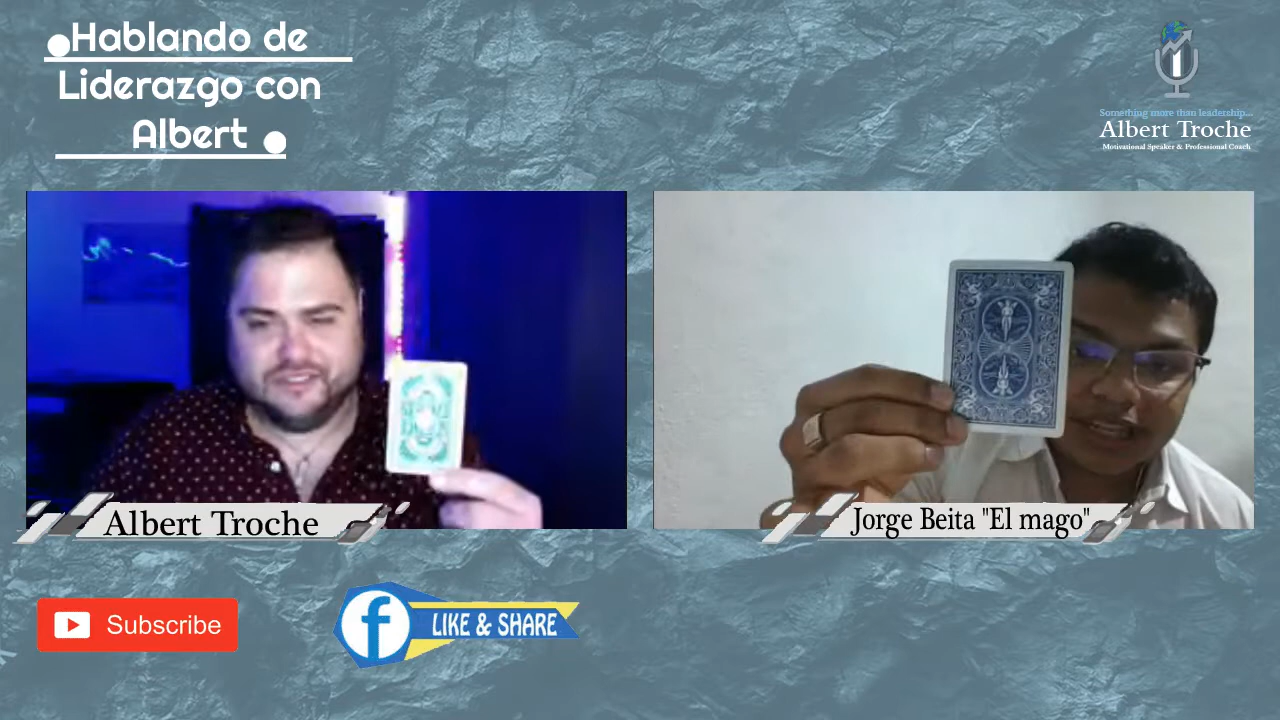 Hablando de
Liderazgo con
Albert
Something more than leadership...
Albert Troche
Motivational Speaker & Professional Coach
Albert Troche
Jorge Beita "El mago"
Subscribe
f LIKE & SHARE